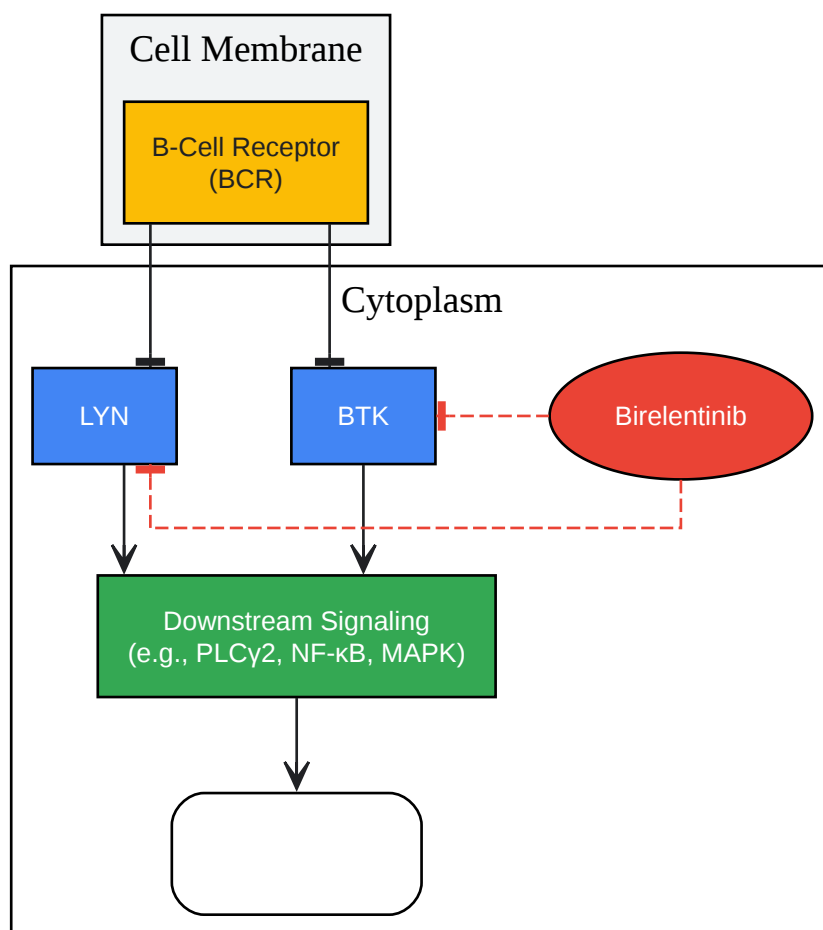 Cell Membrane
B-Cell Receptor
(BCR)
Cytoplasm
LYN
BTK
Birelentinib
Downstream Signaling
(e.g., PLCγ2, NF-κB, MAPK)